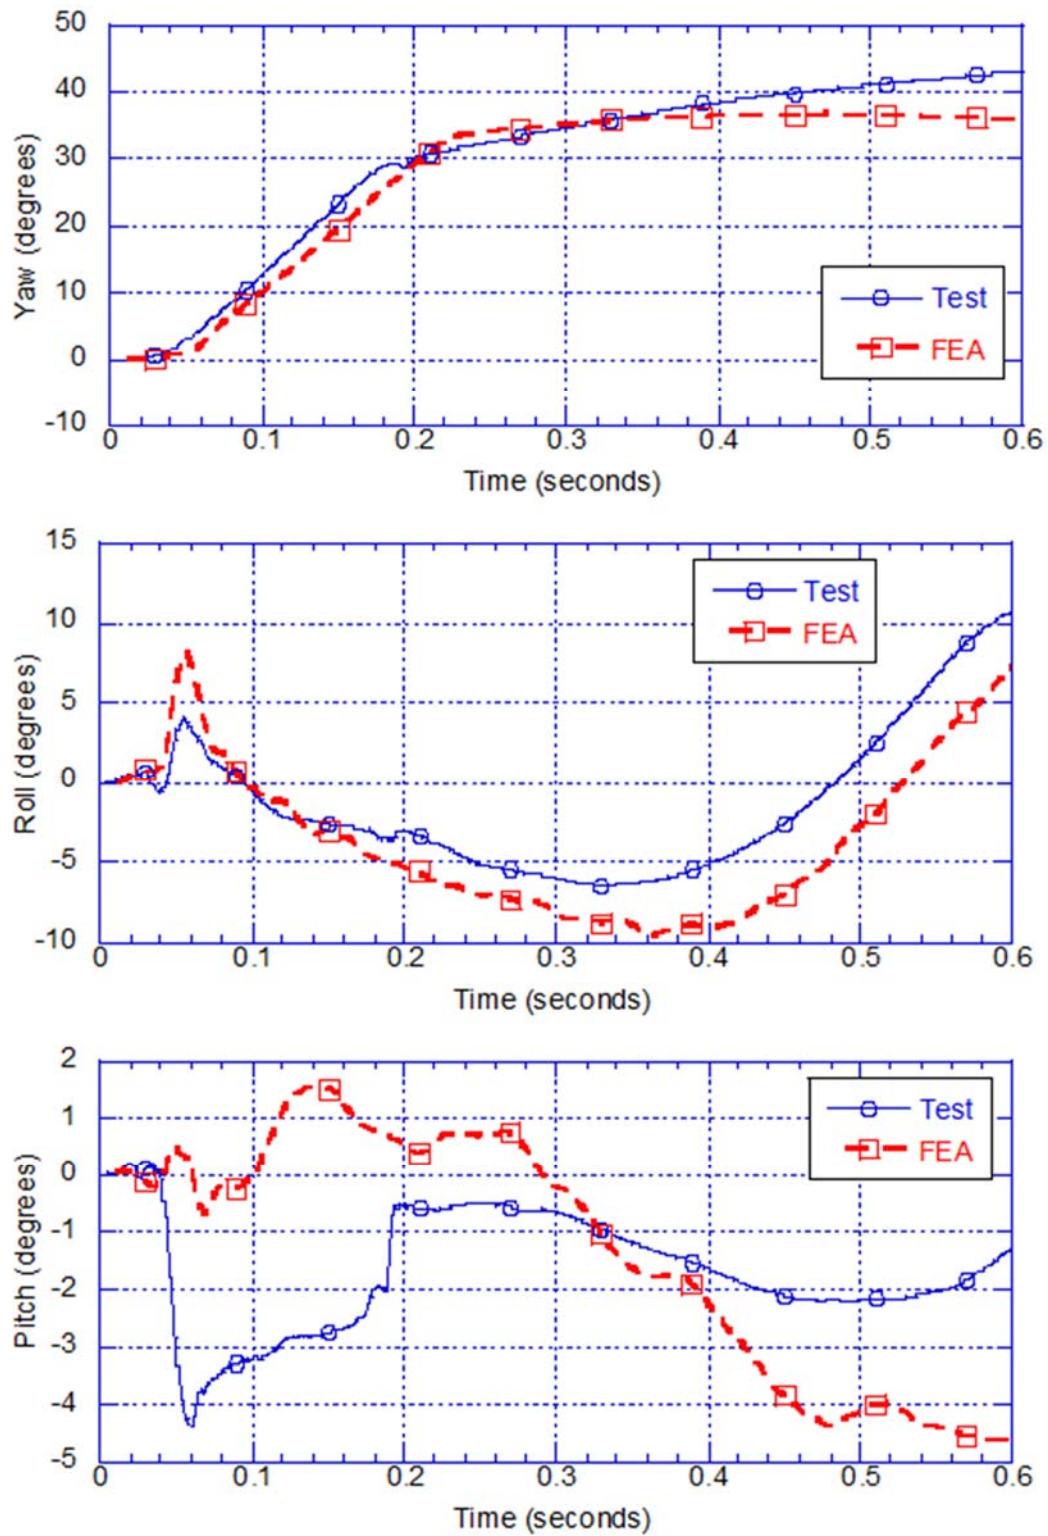 50
40
30
20
10
0
-10
Yaw (degrees)
Test
FEA
0 0.1 0.2 0.3 0.4 0.5 0.6
Time (seconds)
15
10
5
0
-5
-10
Roll (degrees)
Test
FEA
0 0.1 0.2 0.3 0.4 0.5 0.6
Time (seconds)
2
1
0
-1
-2
-3
-4
-5
Pitch (degrees)
Test
FEA
0 0.1 0.2 0.3 0.4 0.5 0.6
Time (seconds)